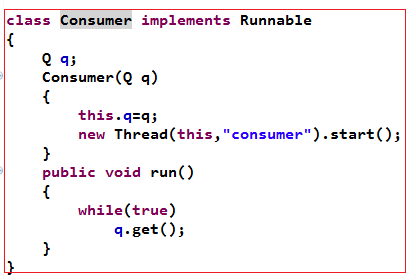 class Consumer implements Runnable
{
    Q q;
    Consumer(Q q)
    {
        this.q=q;
        new Thread(this,"consumer").start();
    }
    public void run()
    {
        while(true)
            q.get();
    }
}